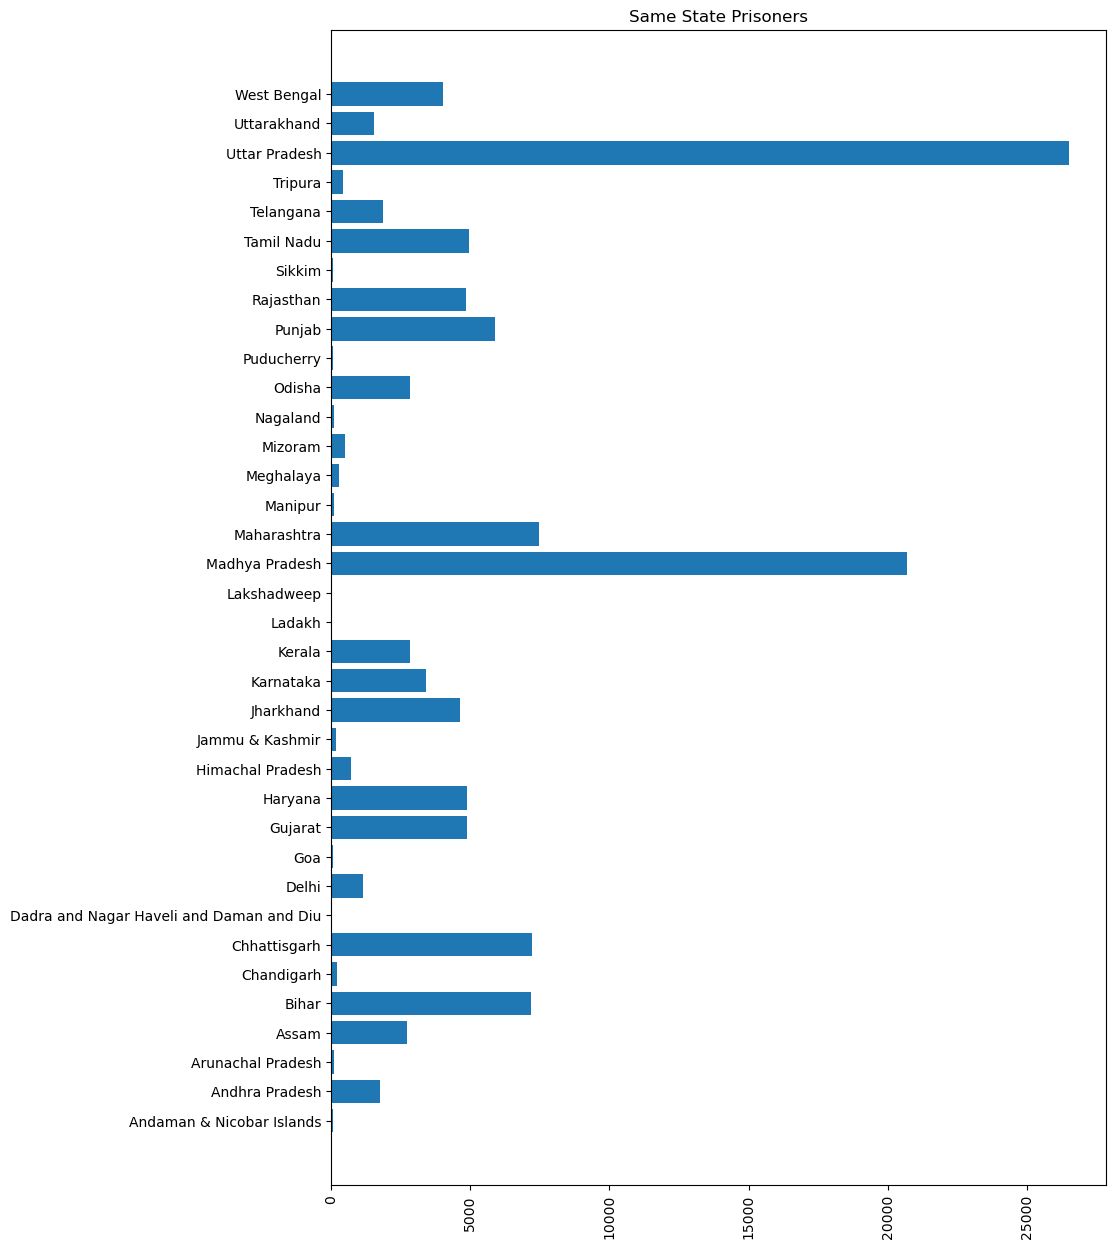 Same State Prisoners
West Bengal
Uttarakhand
Uttar Pradesh
Tripura
Telangana
Tamil Nadu
Sikkim
Rajasthan
Punjab
Puducherry
Odisha
Nagaland
Mizoram
Meghalaya
Manipur
Maharashtra
Madhya Pradesh
Lakshadweep
Ladakh
Kerala
Karnataka
Jharkhand
Jammu & Kashmir
Himachal Pradesh
Haryana
Gujarat
Goa
Delhi
Dadra and Nagar Haveli and Daman and Diu
Chhattisgarh
Chandigarh
Bihar
Assam
Arunachal Pradesh
Andhra Pradesh
Andaman & Nicobar Islands
0
5000
10000
15000
20000
25000